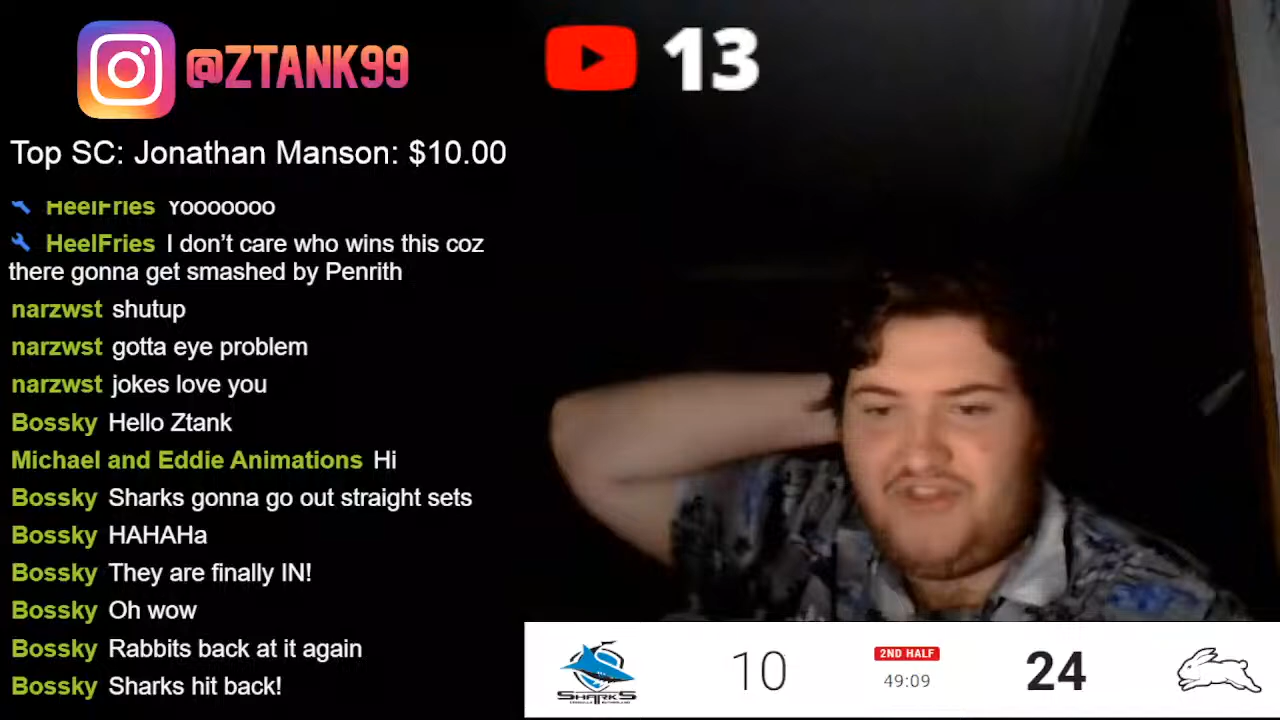 @ZTANK99
13
Top SC: Jonathan Manson: $10.00
HeelFries Yooooooo
HeelFries I don’t care who wins this coz
there gonna get smashed by Penrith
narzwst shutup
narzwst gotta eye problem
narzwst jokes love you
Bossky Hello Ztank
Michael and Eddie Animations Hi
Bossky Sharks gonna go out straight sets
Bossky HAHAHa
Bossky They are finally IN!
Bossky Oh wow
Bossky Rabbits back at it again
Bossky Sharks hit back!
SHARKS
10
2ND HALF
49:09
24